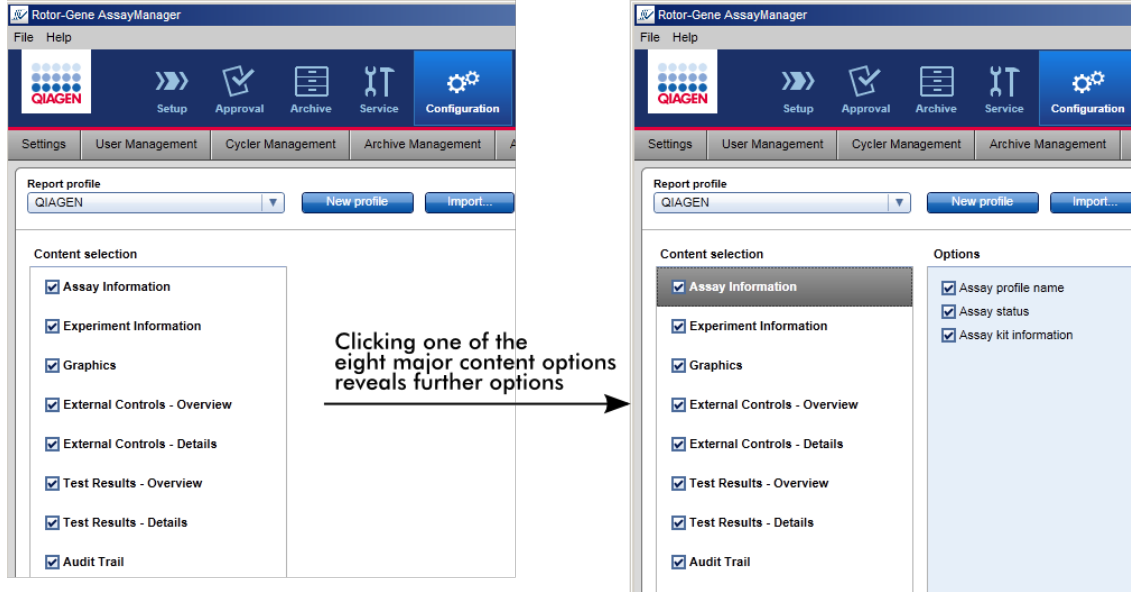 Rotor-Gene AssayManager
File Help
QIAGEN
Setup Approval Archive Service Configuration
Settings User Management Cycler Management Archive Management
Report profile
QIAGEN New profile Import...
Content selection
Assay Information
Experiment Information
Graphics
External Controls - Overview
External Controls - Details
Test Results - Overview
Test Results - Details
Audit Trail
Clicking one of the
eight major content options
reveals further options
Rotor-Gene AssayManager
File Help
QIAGEN
Setup Approval Archive Service Configuration
Settings User Management Cycler Management Archive Management
Report profile
QIAGEN New profile Import...
Content selection
Assay Information
Experiment Information
Graphics
External Controls - Overview
External Controls - Details
Test Results - Overview
Test Results - Details
Audit Trail
Options
Assay profile name
Assay status
Assay kit information